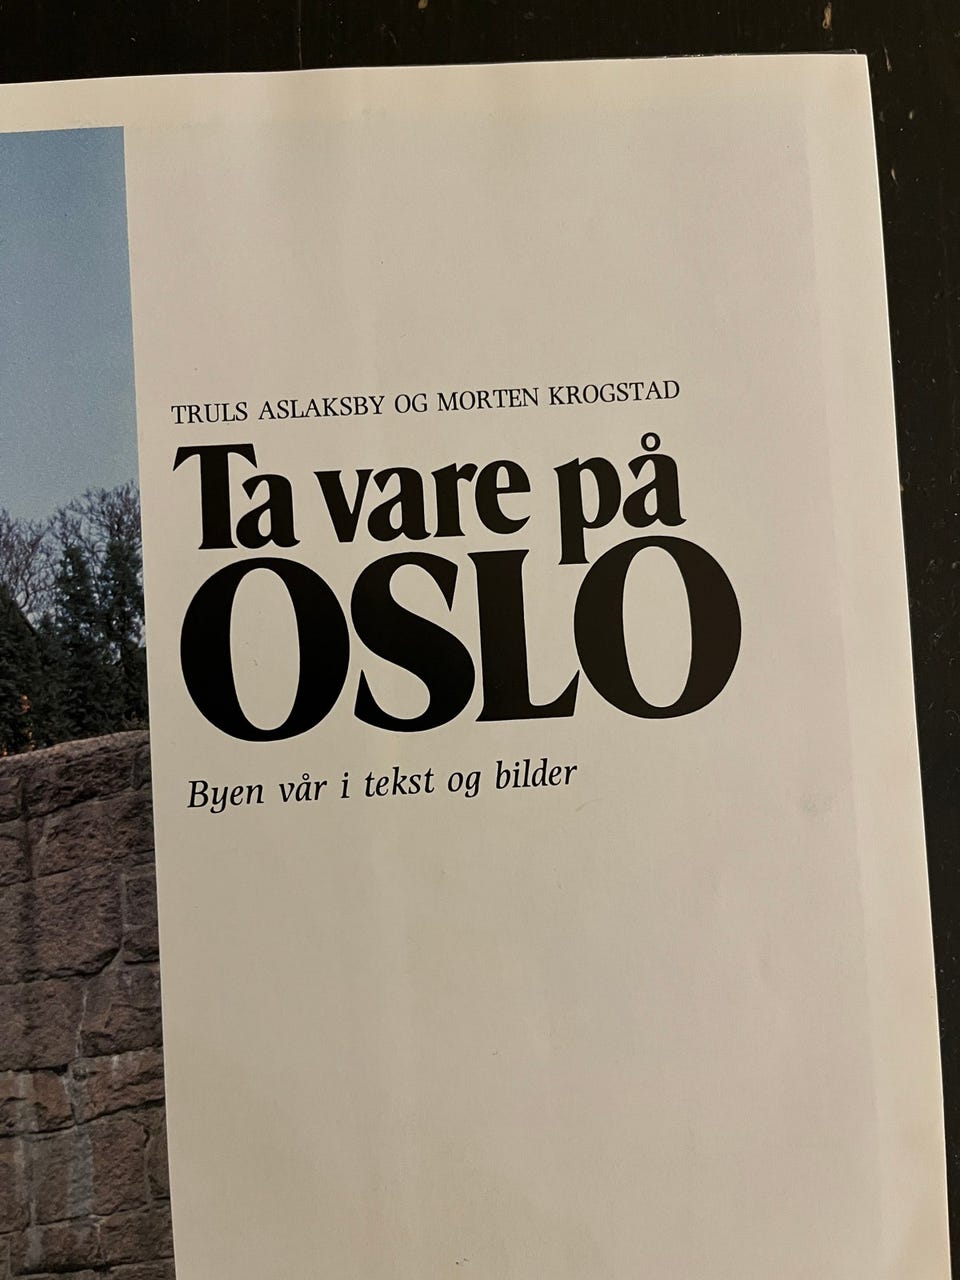 TRULS ASLAKSBY OG MORTEN KROGSTAD
Ta vare på
OSLO
Byen vår i tekst og bilder